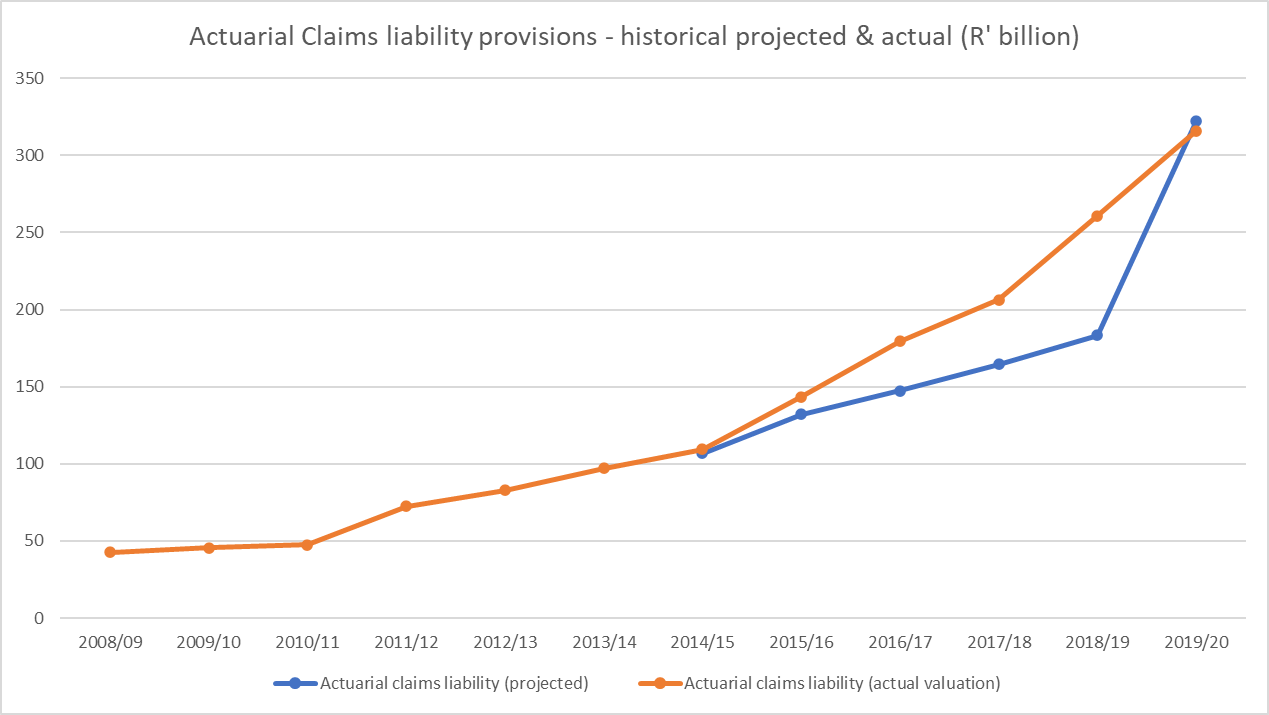 Actuarial Claims liability provisions - historical projected & actual (R' billion)
350
300
250
200
150
100
50
0
2008/09 2009/10 2010/11 2011/12 2012/13 2013/14 2014/15 2015/16 2016/17 2017/18 2018/19 2019/20
Actuarial claims liability (projected) Actuarial claims liability (actual valuation)